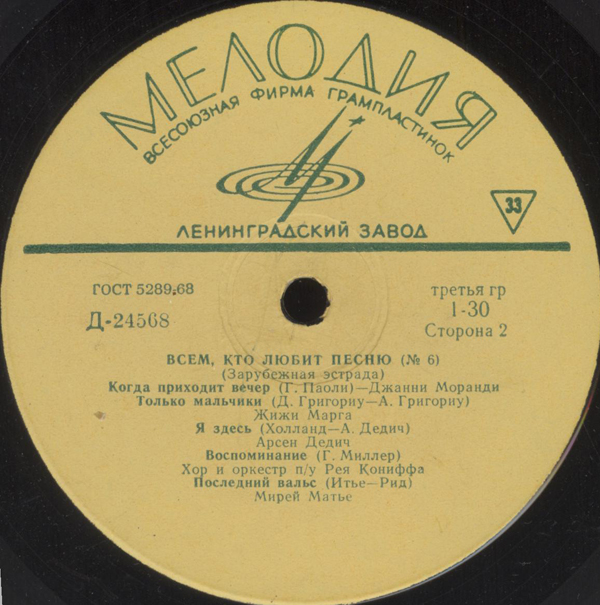 МЕЛОДИЯ
ВСЕСОЮЗНАЯ ФИРМА ГРАМПЛАСТИНОК
33
ЛЕНИНГРАДСКИЙ ЗАВОД
ГОСТ 5289.68
третья гр
Д-24568
1-30
Сторона 2
ВСЕМ, КТО ЛЮБИТ ПЕСНЮ (№ 6)
(Зарубежная эстрада)
Когда приходит вечер (Г. Паоли)—Джанни Моранди
Только мальчики (Д. Григориу—А. Григориу)
Жижи Марга
Я здесь (Холланд—А. Дедич)
Арсен Дедич
Воспоминание (Г. Миллер)
Хор и оркестр п/у Рея Кониффа
Последний вальс (Итье—Рид)
Мирей Матье